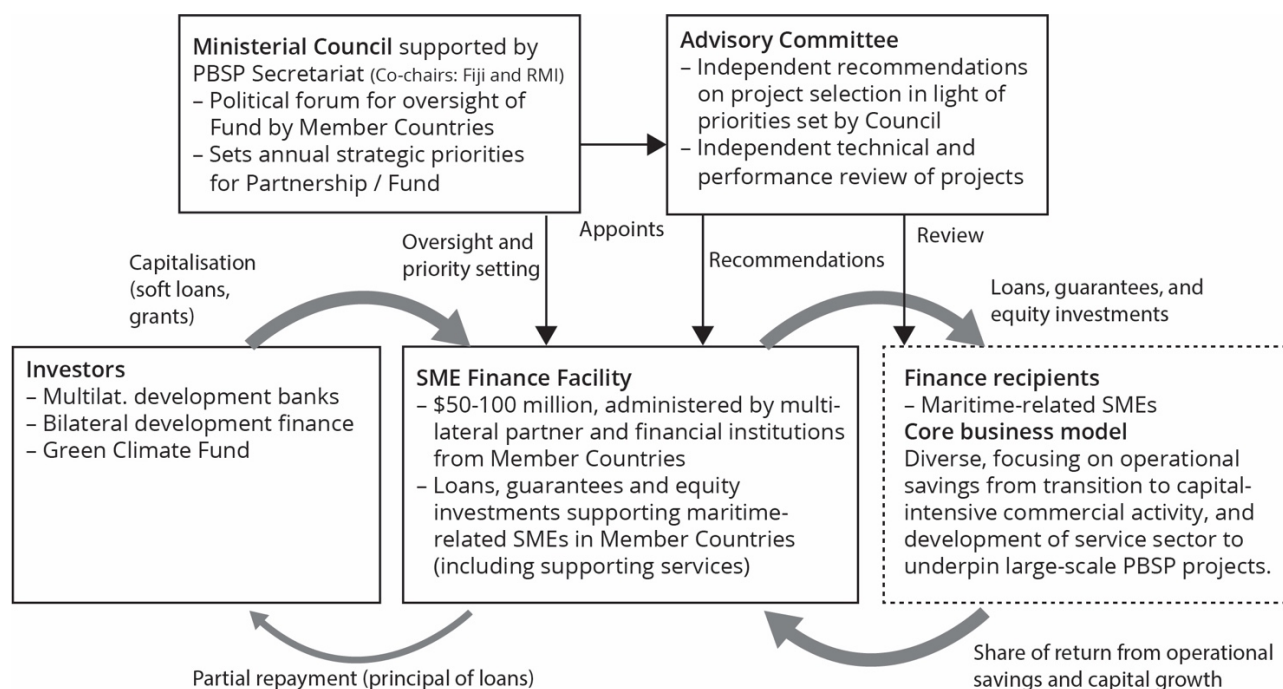 Ministerial Council supported by
PBSP Secretariat (Co-chairs: Fiji and RMI)
– Political forum for oversight of
Fund by Member Countries
– Sets annual strategic priorities
for Partnership / Fund
Advisory Committee
– Independent recommendations
on project selection in light of
priorities set by Council
– Independent technical and
performance review of projects
Appoints
Oversight and
priority setting
Recommendations
Review
Capitalisation
(soft loans,
grants)
Loans, guarantees, and
equity investments
Investors
– Multilat. development banks
– Bilateral development finance
– Green Climate Fund
SME Finance Facility
– $50-100 million, administered by multi-
lateral partner and financial institutions
from Member Countries
– Loans, guarantees and equity
investments supporting maritime-
related SMEs in Member Countries
(including supporting services)
Finance recipients
– Maritime-related SMEs
Core business model
Diverse, focusing on operational
savings from transition to capital-
intensive commercial activity, and
development of service sector to
underpin large-scale PBSP projects.
Partial repayment (principal of loans)
Share of return from operational
savings and capital growth